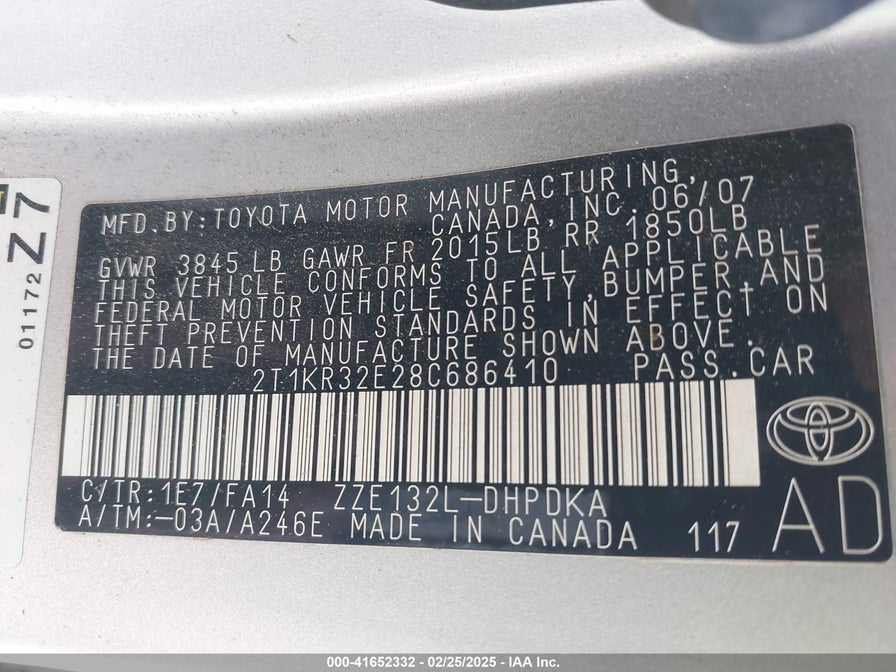 MFD.BY:TOYOTA MOTOR MANUFACTURING,
CANADA, INC. 06/07
GVWR 3845 LB GAWR FR 2015LB RR 1850LB
THIS VEHICLE CONFORMS TO ALL APPLICABLE
FEDERAL MOTOR VEHICLE SAFETY,BUMPER,AND
THEFT PREVENTION STANDARDS IN EFFECT ON
THE DATE OF MANUFACTURE SHOWN ABOVE.
2T1KR32E28C686410 PASS.CAR
C/TR:1E7/FA14 ZZE132L-DHPDKA
A/TM:-03A/A246E MADE IN CANADA 117
AD
01172
Z7
000-41652332 - 02/25/2025 - IAA Inc.